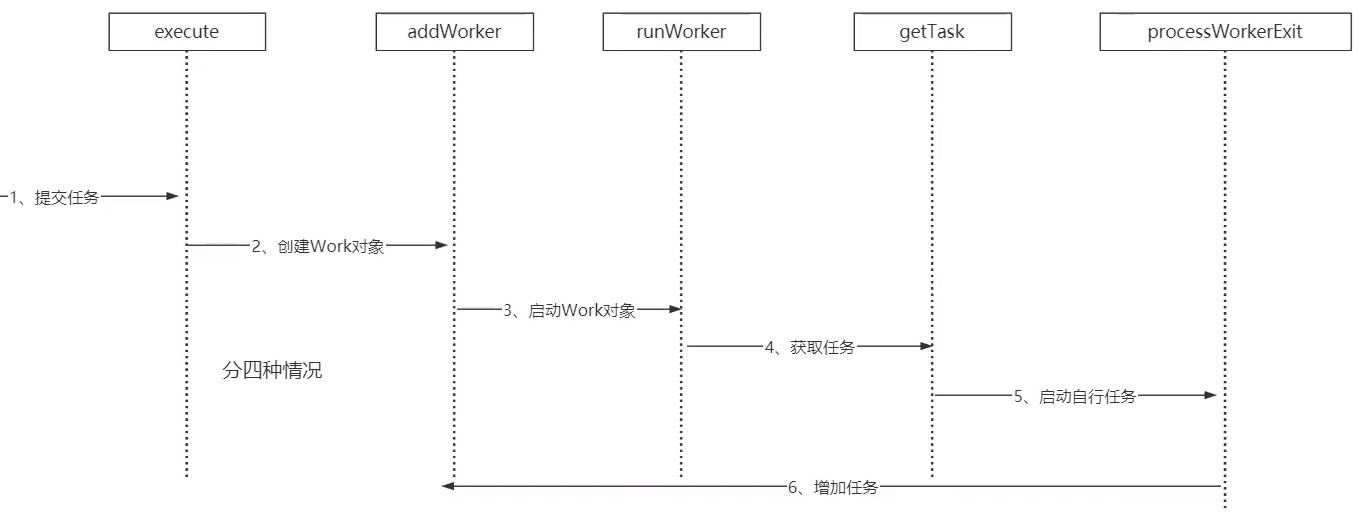 execute
addWorker
runWorker
getTask
processWorkerExit
1、提交任务
2、创建Work对象
3、启动Work对象
4、获取任务
分四种情况
5、启动自行任务
6、增加任务